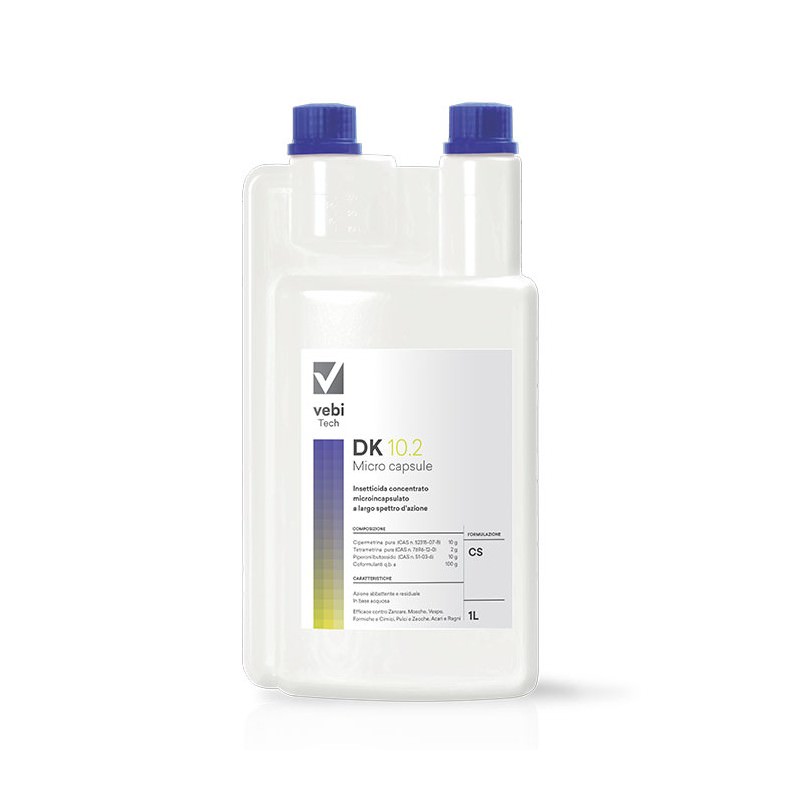 vebi
Tech
DK 10.2
Micro capsule
Insetticida concentrato
microincapsulato
a largo spettro d'azione
COMPOSIZIONE
Cipermetrina pura (CAS n. 52315-07-8) 10 g
Tetrametrina pura (CAS n. 7696-12-0) 2 g
Piperonilbutossido (CAS n. 51-03-6) 10 g
Coformulanti q.b. a 100 g
FORMULAZIONE
CS
CARATTERISTICHE
Azione abbattente e residuale
In base acquosa
Efficace contro Zanzare, Mosche, Vespe,
Formiche e Cimici, Pulci e Zecche, Acari e Ragni
1L